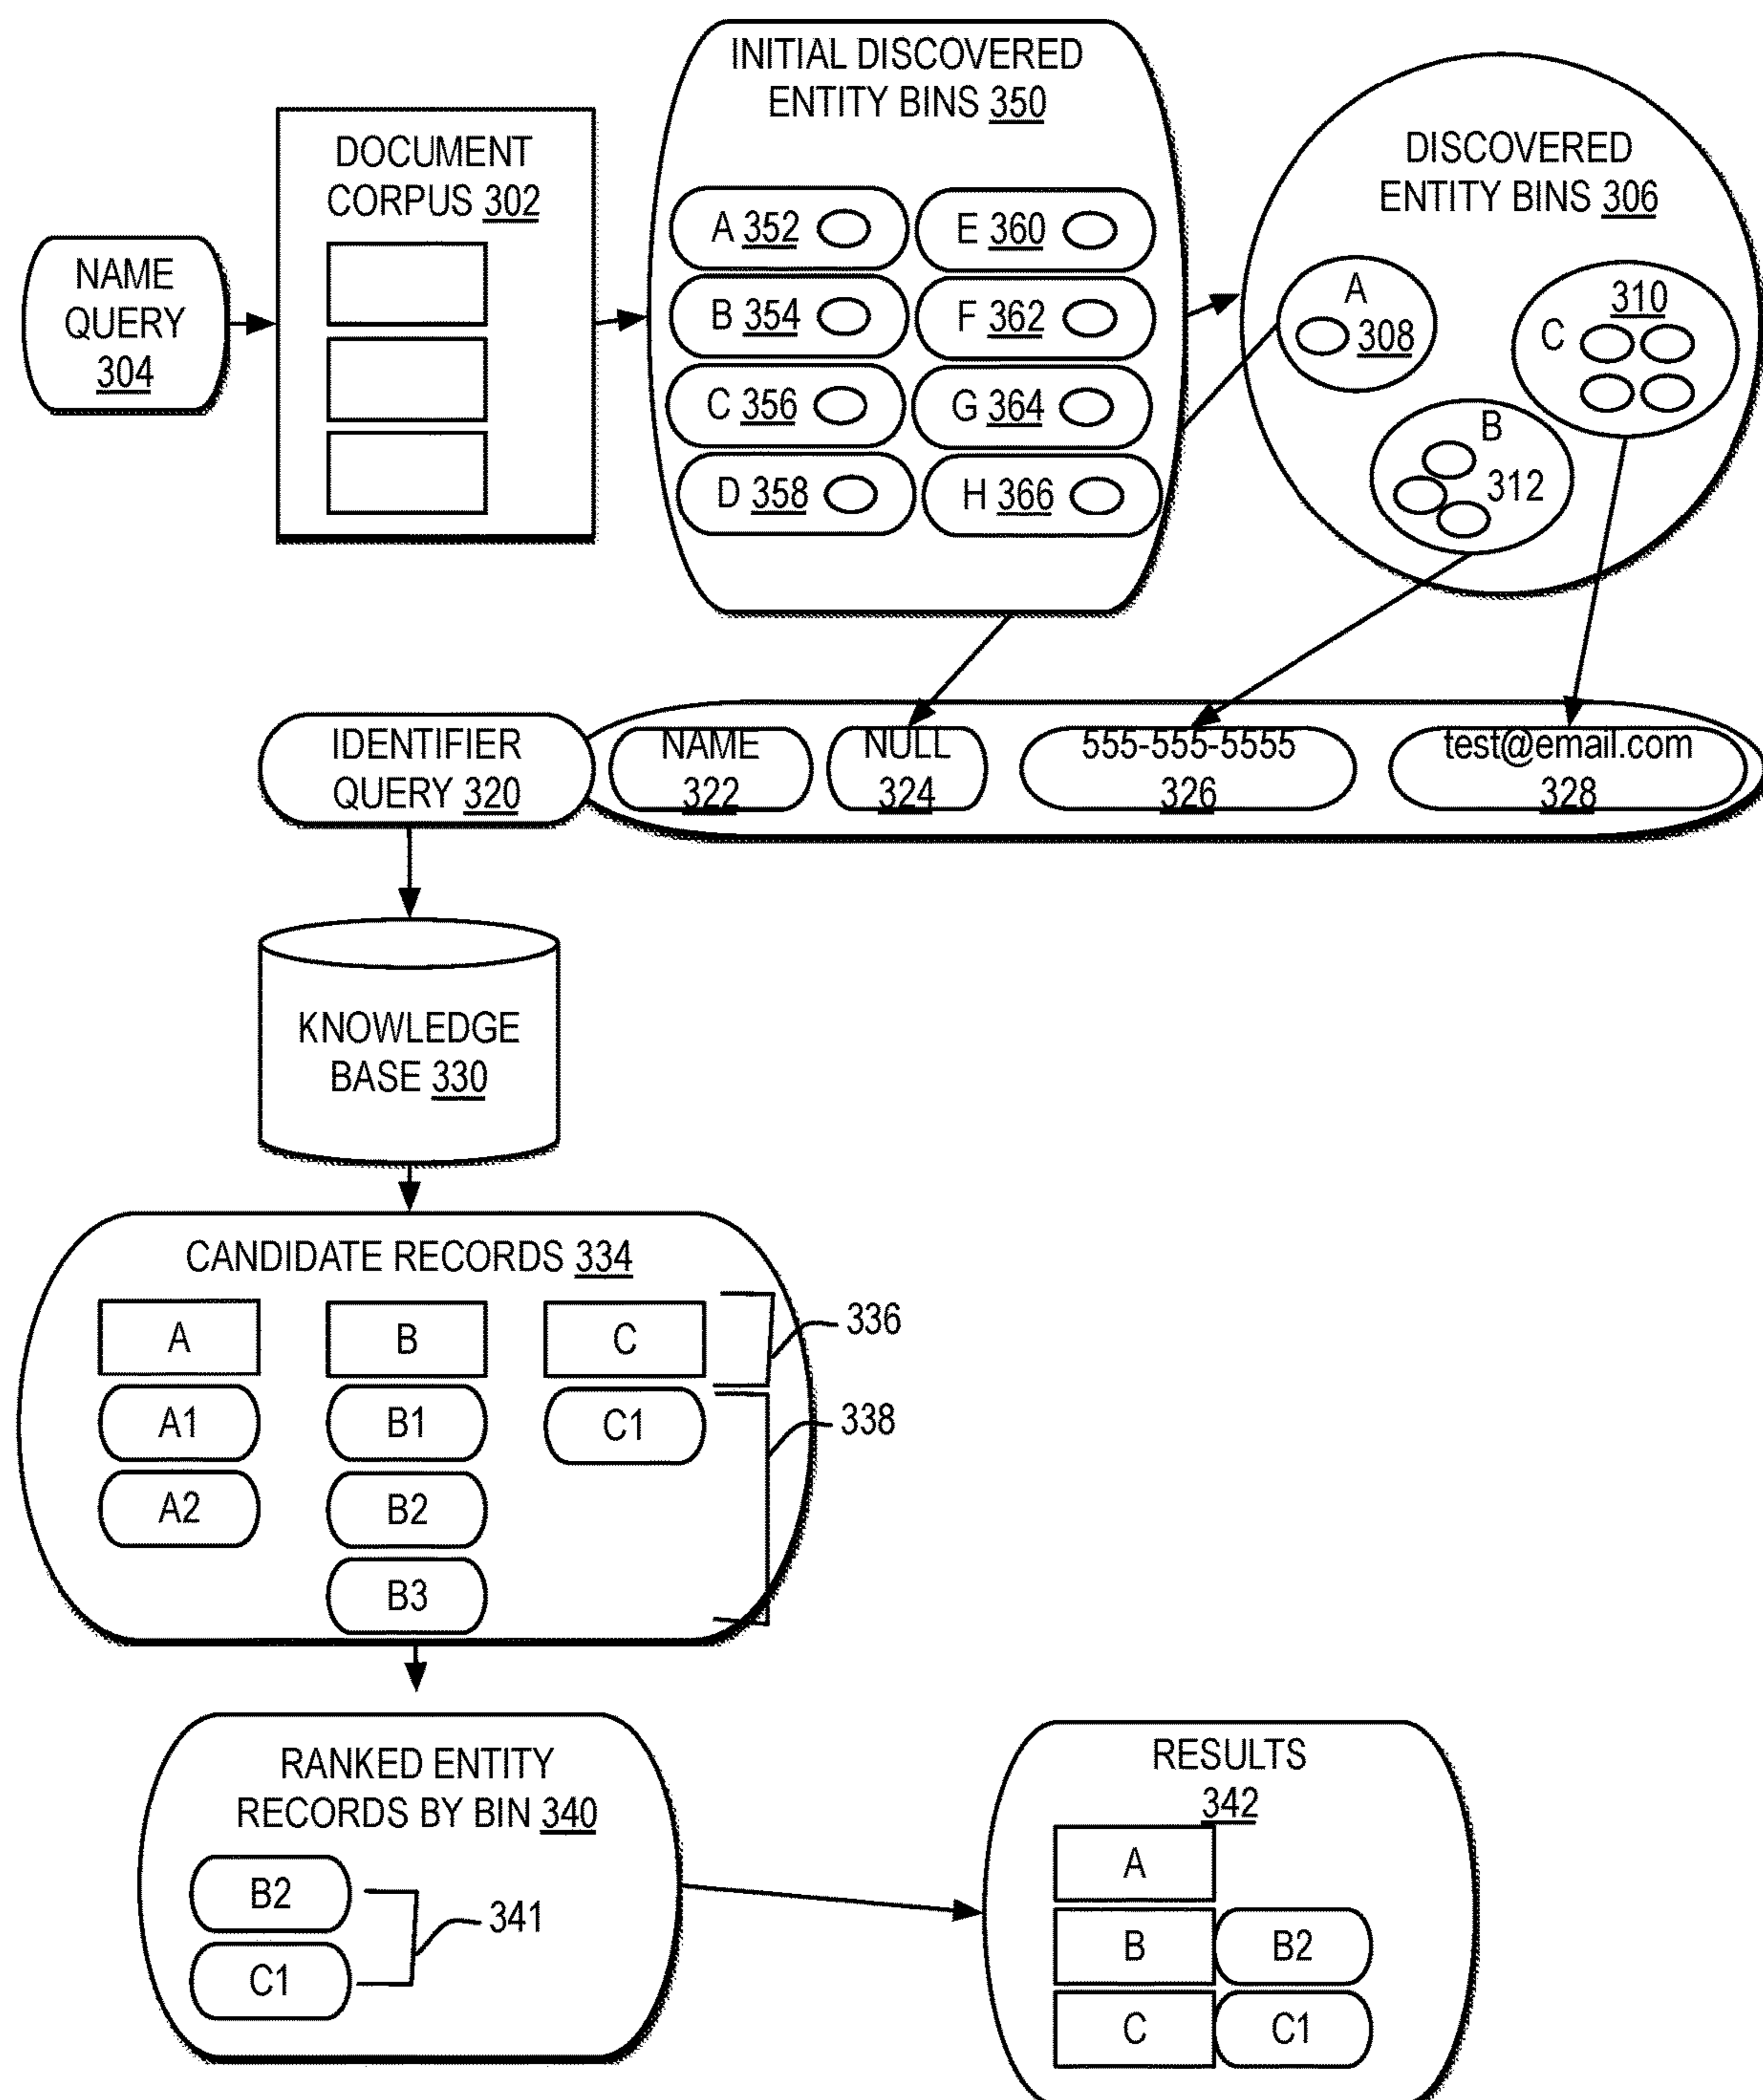 NAME
QUERY
304
DOCUMENT
CORPUS 302
INITIAL DISCOVERED
ENTITY BINS 350
A 352
E 360
B 354
F 362
C 356
G 364
D 358
H 366
DISCOVERED
ENTITY BINS 306
A
308
310
C
B
312
IDENTIFIER
QUERY 320
NAME
322
NULL
324
555-555-5555
326
test@email.com
328
KNOWLEDGE
BASE 330
CANDIDATE RECORDS 334
A
B
C
336
A1
B1
C1
338
A2
B2
B3
RANKED ENTITY
RECORDS BY BIN 340
B2
341
C1
RESULTS
342
A
B
B2
C
C1